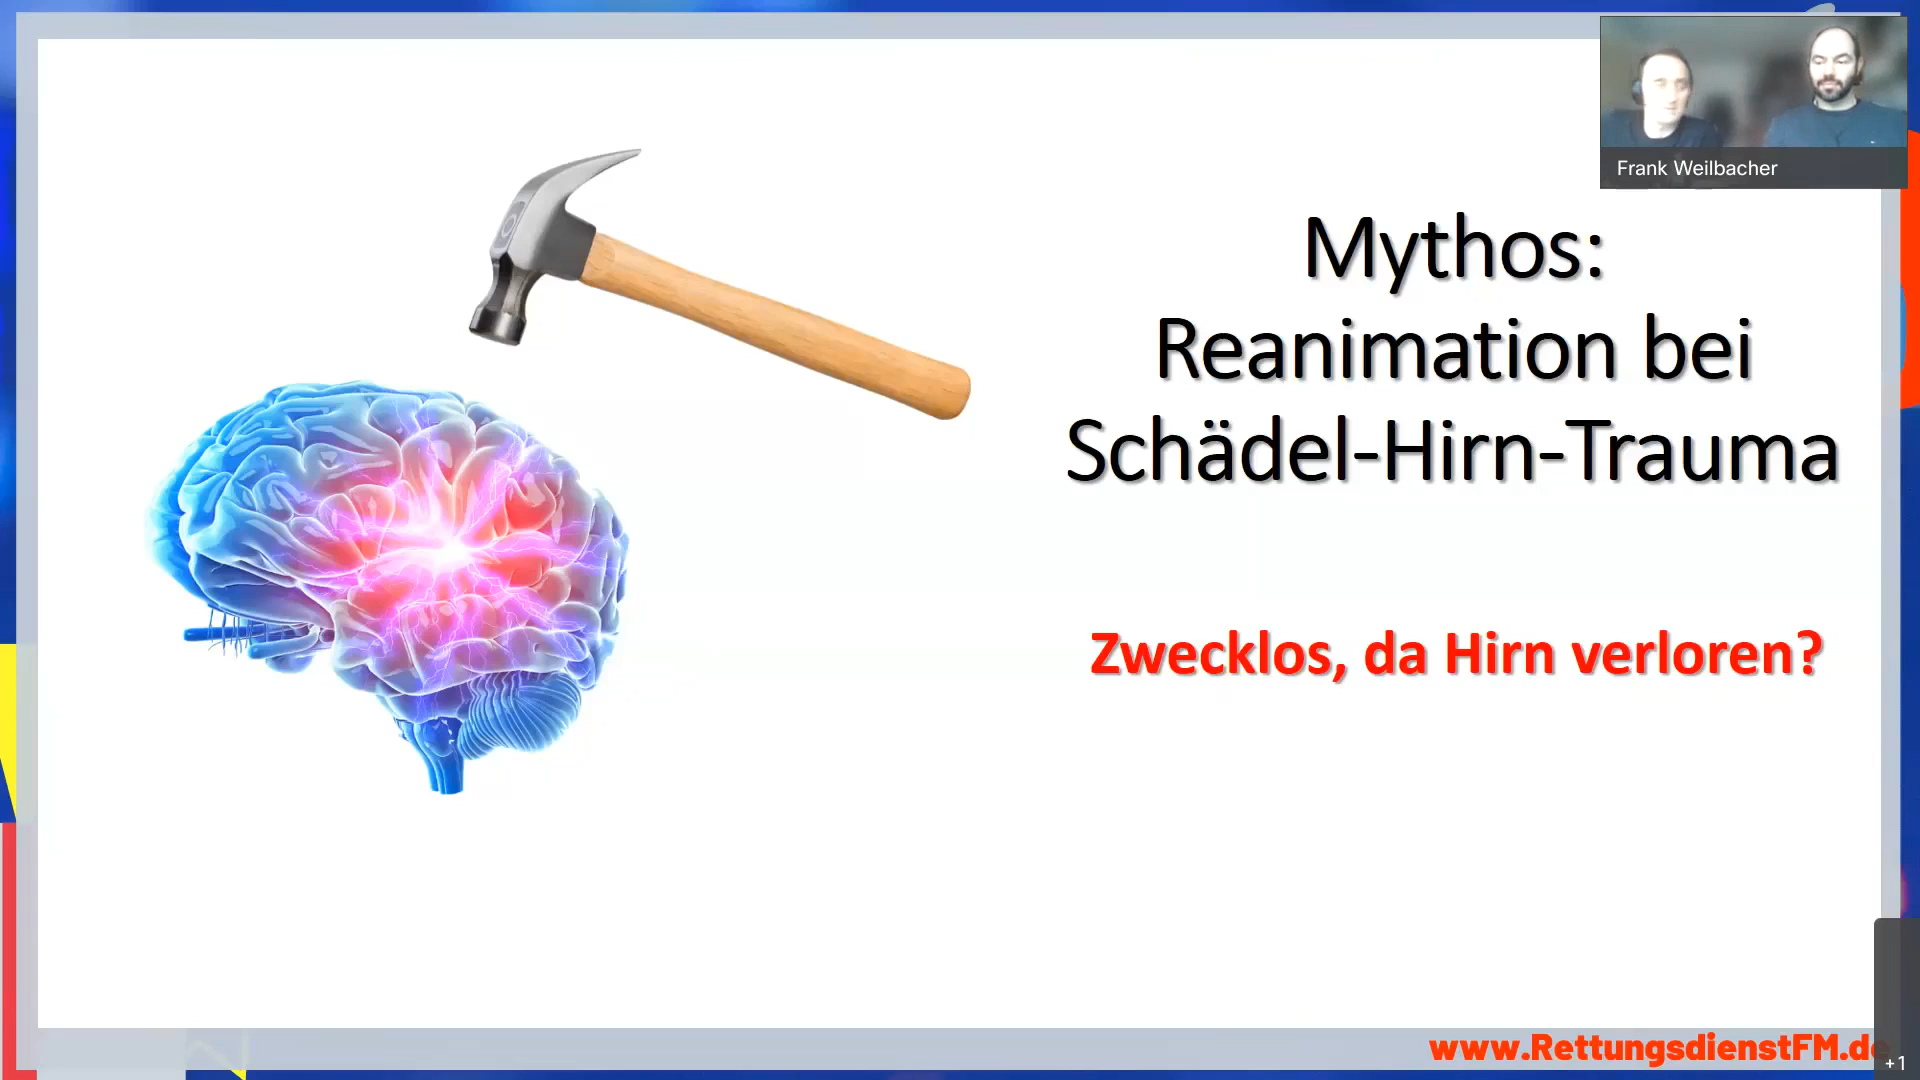 Frank Weilbacher
Mythos:
Reanimation bei
Schädel-Hirn-Trauma
Zwecklos, da Hirn verloren?
www.RettungsdienstFM.de
+1